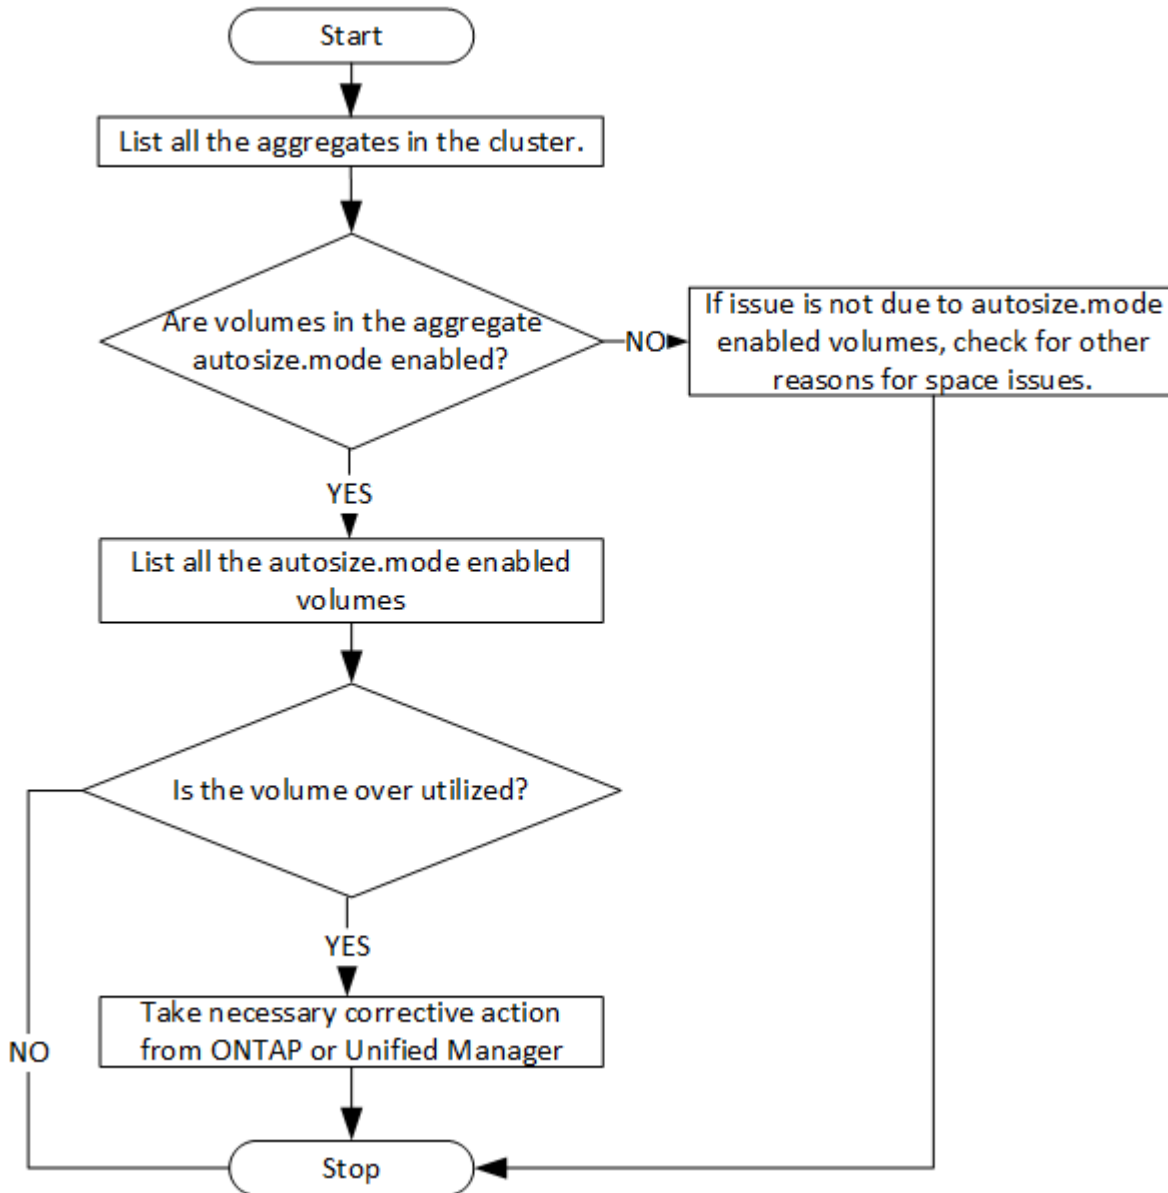 Start
List all the aggregates in the cluster.
Are volumes in the aggregate
autosize.mode enabled?
NO
If issue is not due to autosize.mode
enabled volumes, check for other
reasons for space issues.
YES
List all the autosize.mode enabled
volumes
Is the volume over utilized?
YES
Take necessary corrective action
from ONTAP or Unified Manager
NO
Stop